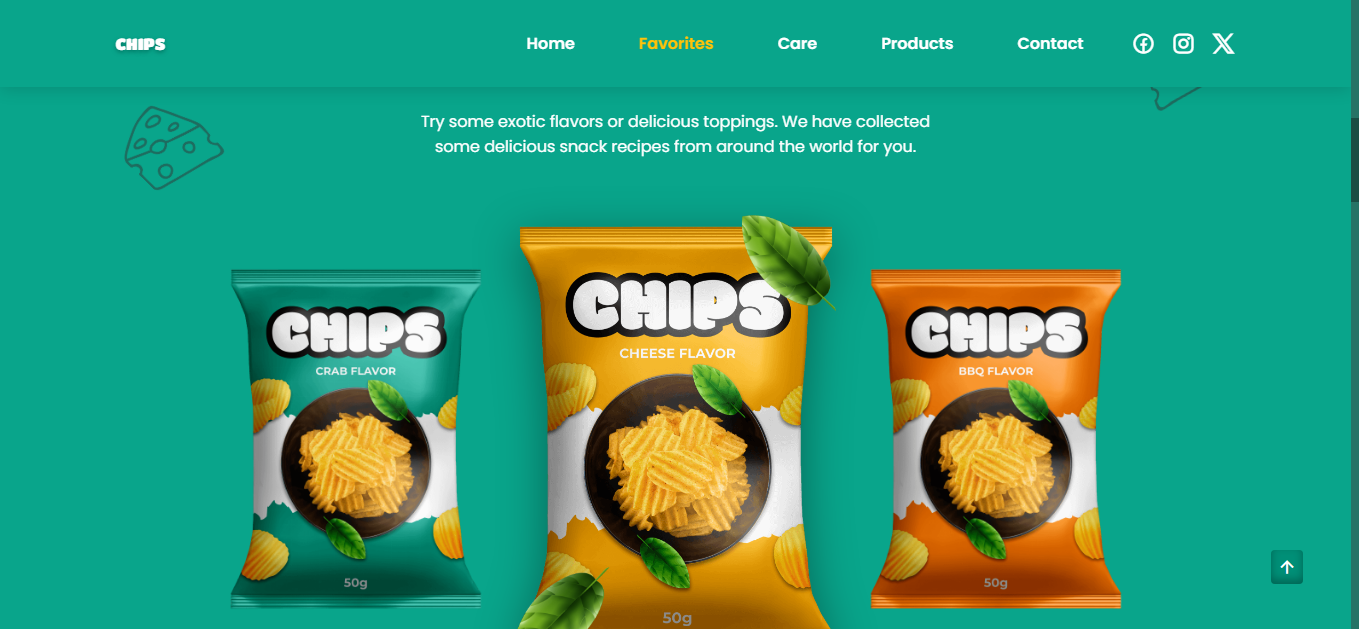 CHIPS
Home
Favorites
Care
Products
Contact
Try some exotic flavors or delicious toppings. We have collected
some delicious snack recipes from around the world for you.
CHIPS
CRAB FLAVOR
50g
CHIPS
CHEESE FLAVOR
50g
CHIPS
BBQ FLAVOR
50g